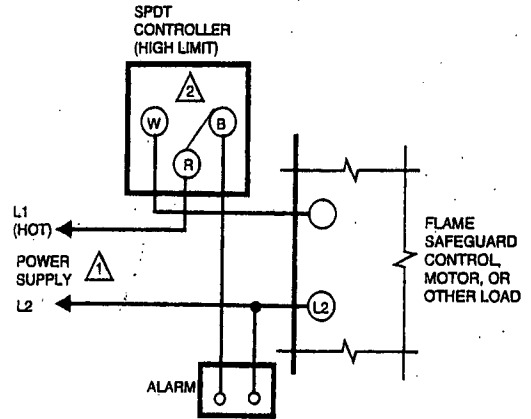 SPDT
CONTROLLER
(HIGH LIMIT)
2
W
B
R
L1
(HOT)
POWER
SUPPLY
1
L2
L2
FLAME
SAFEGUARD
CONTROL,
MOTOR, OR
OTHER LOAD
ALARM